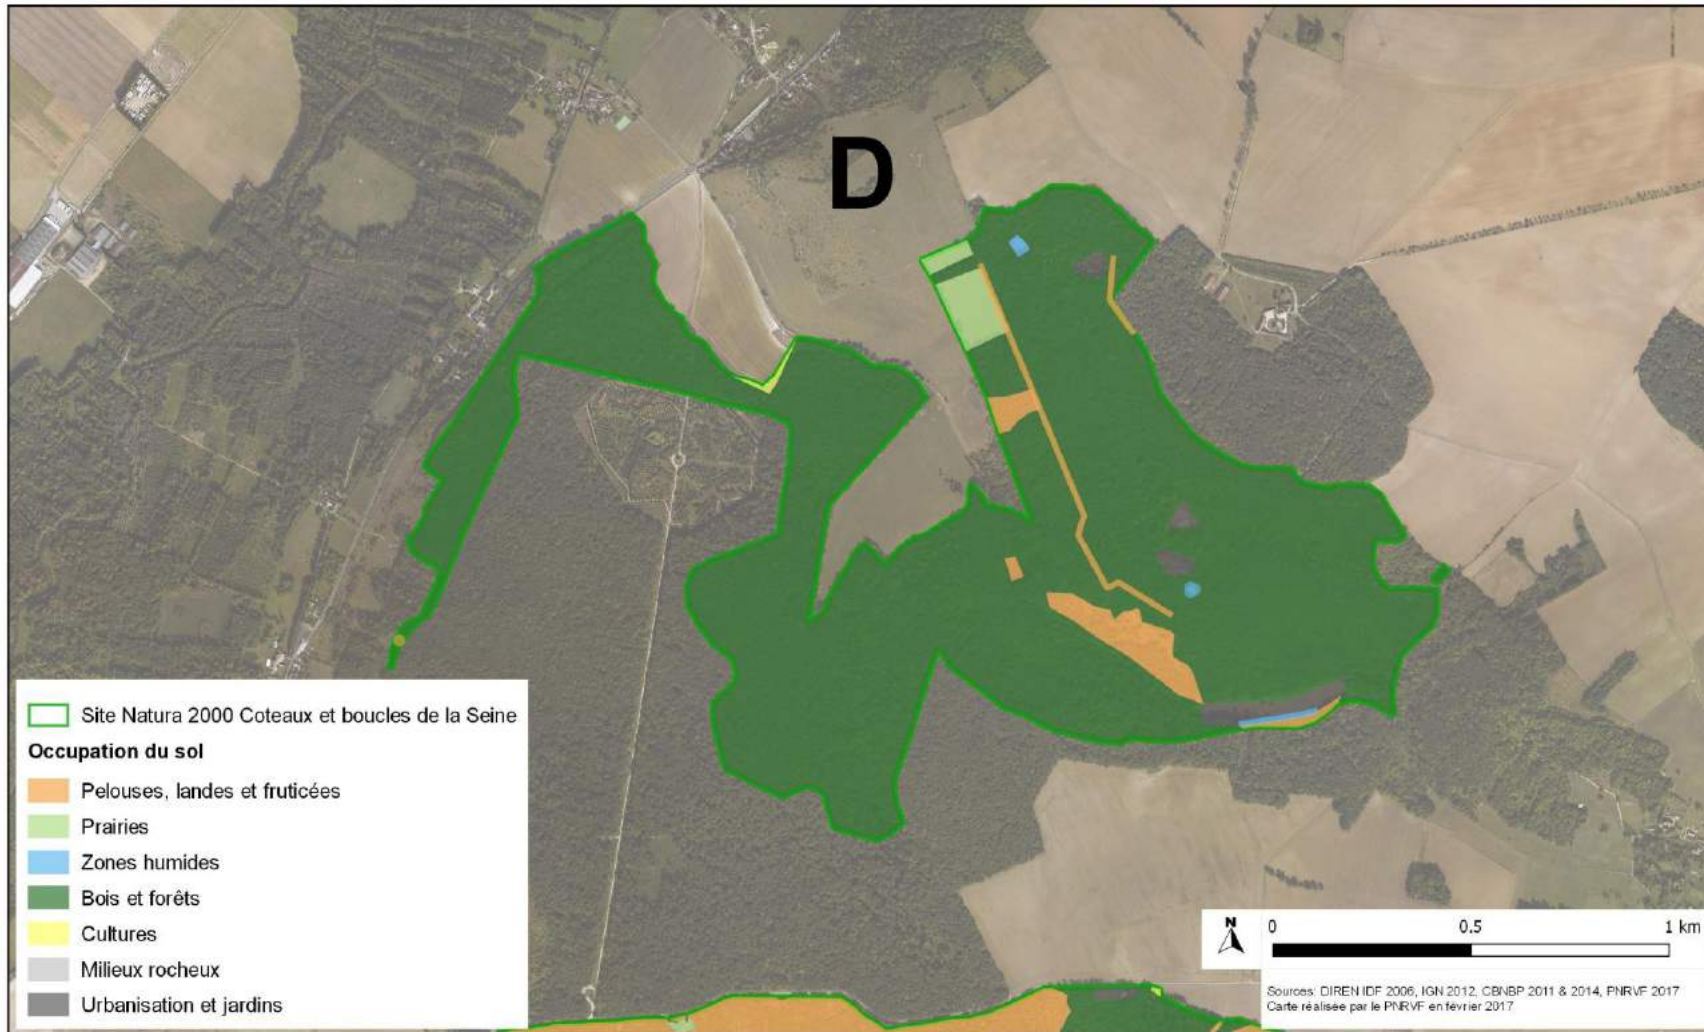 D
Site Natura 2000 Coteaux et boucles de la Seine
Occupation du sol
Pelouses, landes et fruticées
Prairies
Zones humides
Bois et forêts
Cultures
Milieux rocheux
Urbanisation et jardins
N
0 0.5 1 km
Sources: DIREN IDF 2006, IGN 2012, CBNBP 2011 & 2014, PNRVF 2017
Carte réalisée par le PNRVF en février 2017